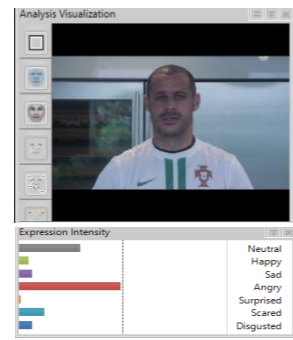 Analysis Visualization
Expression Intensity
Neutral
Happy
Sad
Angry
Surprised
Scared
Disgusted